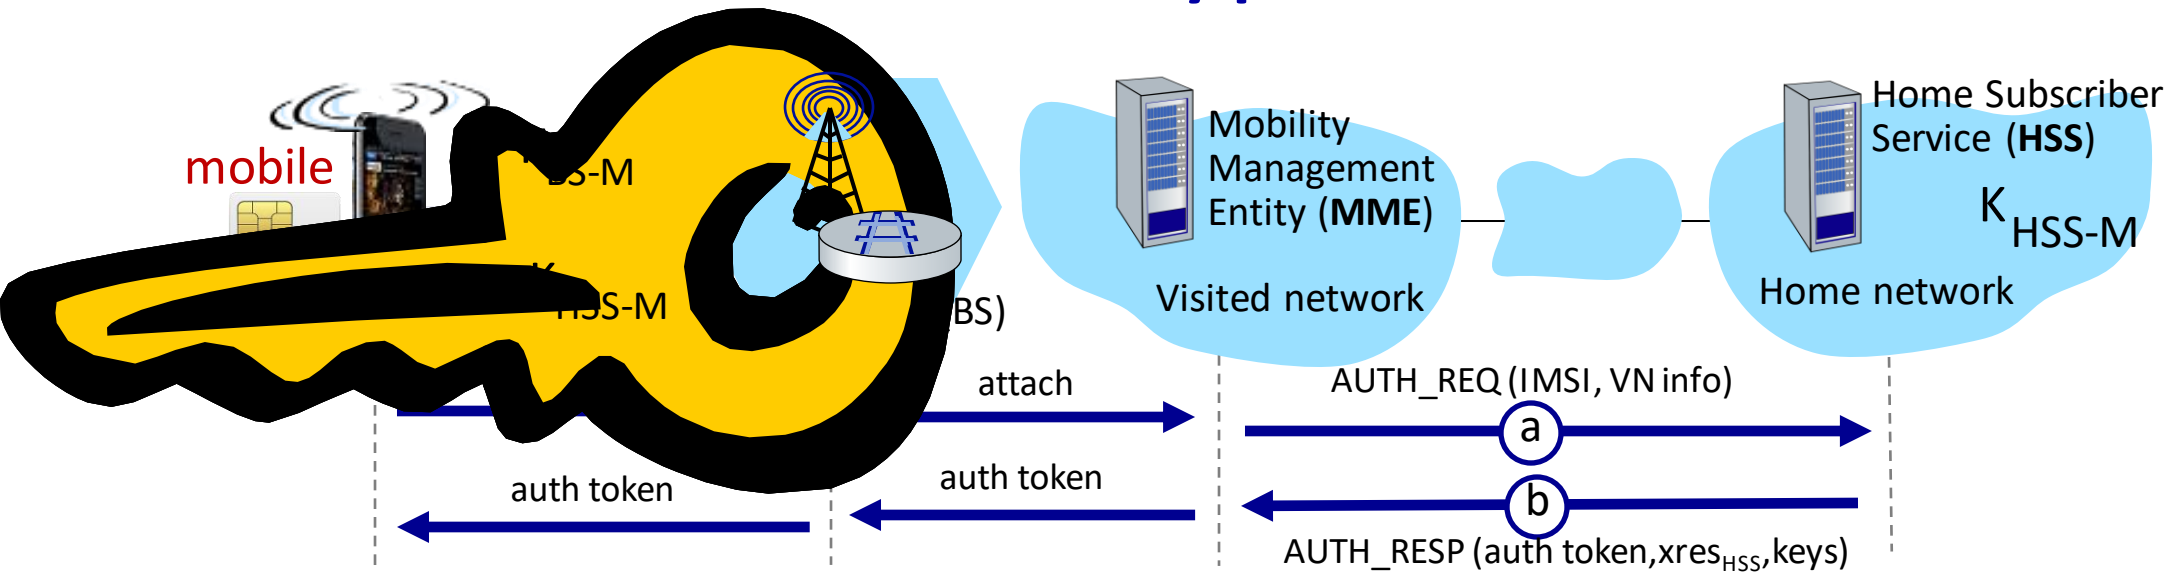 mobile
BS-M
HSS-M
BS)
Mobility
Management
Entity (MME)
Visited network
Home Subscriber
Service (HSS)
K HSS-M
Home network
attach
AUTH_REQ (IMSI, VN info)
a
auth token
auth token
b
AUTH_RESP (auth token,xresHSS,keys)